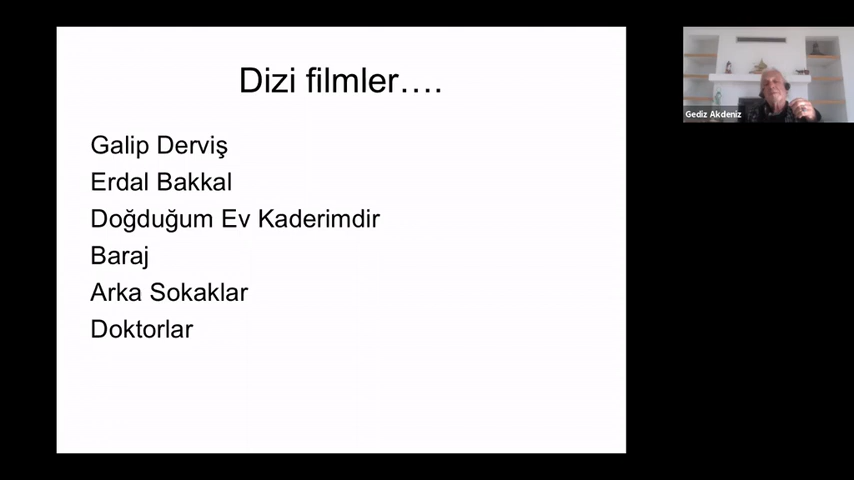 Dizi filmler….
Galip Derviş
Erdal Bakkal
Doğduğum Ev Kaderimdir
Baraj
Arka Sokaklar
Doktorlar
Gediz Akdeniz